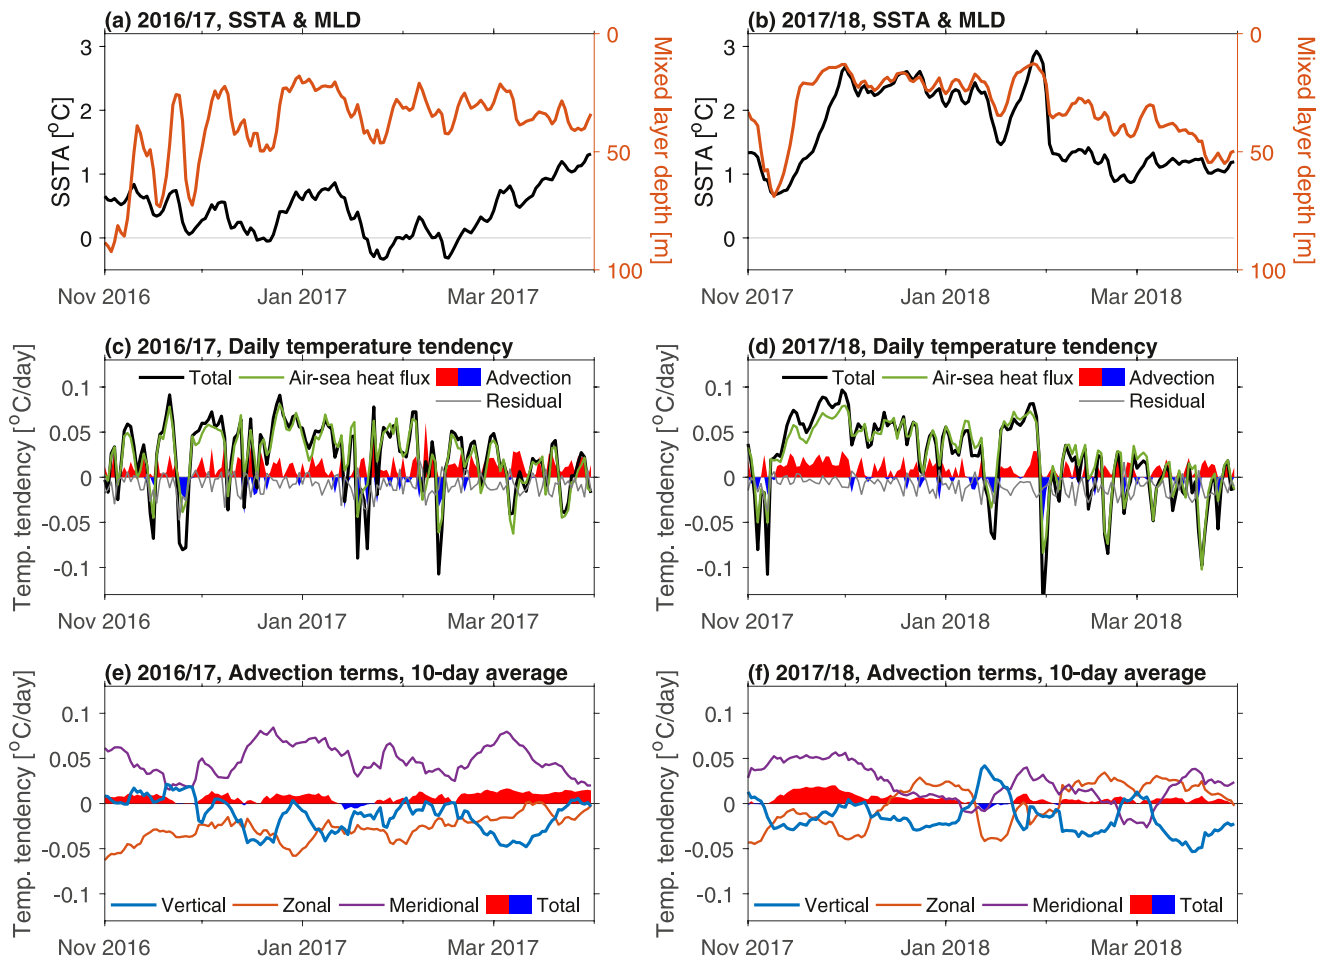 (a) 2016/17, SSTA & MLD
3
2
1
0
SSTA [°C]
0
50
100
Mixed layer depth [m]
Nov 2016
Jan 2017
Mar 2017
(b) 2017/18, SSTA & MLD
3
2
1
0
SSTA [°C]
0
50
100
Mixed layer depth [m]
Nov 2017
Jan 2018
Mar 2018
(c) 2016/17, Daily temperature tendency
Total
Air-sea heat flux
Advection
Residual
0.1
0.05
0
-0.05
-0.1
Temp. tendency [°C/day]
Nov 2016
Jan 2017
Mar 2017
(d) 2017/18, Daily temperature tendency
Total
Air-sea heat flux
Advection
Residual
0.1
0.05
0
-0.05
-0.1
Temp. tendency [°C/day]
Nov 2017
Jan 2018
Mar 2018
(e) 2016/17, Advection terms, 10-day average
0.1
0.05
0
-0.05
-0.1
Temp. tendency [°C/day]
Vertical
Zonal
Meridional
Total
Nov 2016
Jan 2017
Mar 2017
(f) 2017/18, Advection terms, 10-day average
0.1
0.05
0
-0.05
-0.1
Temp. tendency [°C/day]
Vertical
Zonal
Meridional
Total
Nov 2017
Jan 2018
Mar 2018